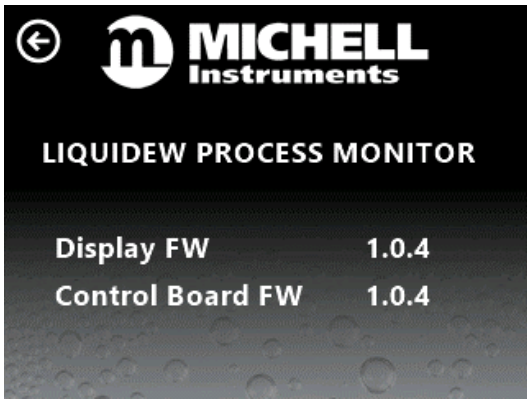 m MICHELL
Instruments
LIQUIDEW PROCESS MONITOR
Display FW 1.0.4
Control Board FW 1.0.4